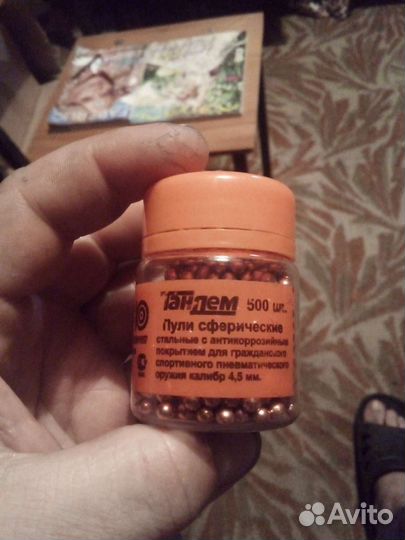 Тандем 500 шт.
Пули сферические
стальные с антикоррозийным
покрытием для гражданского
спортивного пневматического
оружия калибр 4,5 мм.
Avito